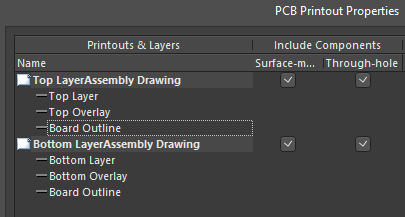 PCB Printout Properties
Printouts & Layers Include Components
Name Surface-m... Through-hole
Top LayerAssembly Drawing
Top Layer
Top Overlay
Board Outline
Bottom LayerAssembly Drawing
Bottom Layer
Bottom Overlay
Board Outline